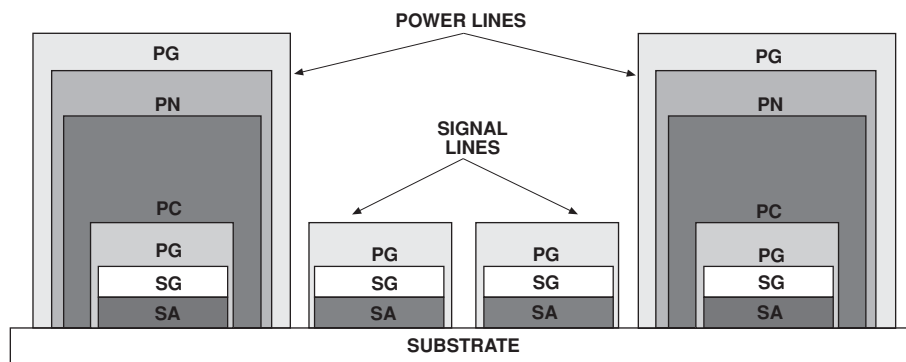 POWER LINES
PG
PG
PN
PN
SIGNAL
LINES
PC
PC
PG
PG
PG
PG
SG
SG
SG
SG
SA
SA
SA
SA
SUBSTRATE